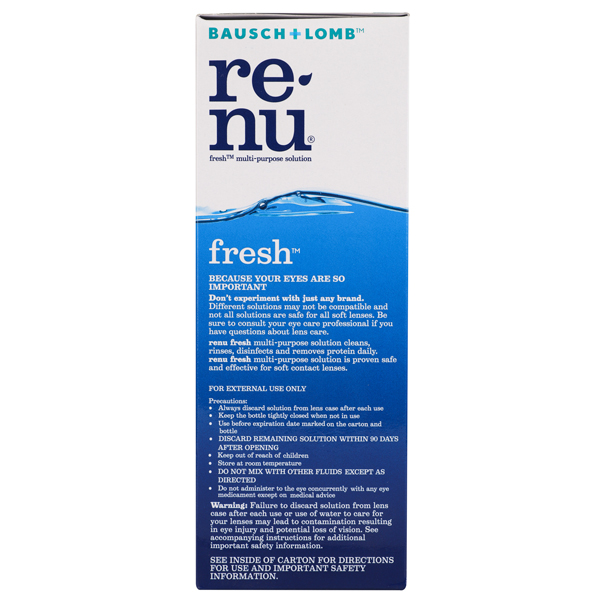 BAUSCH+LOMB™
re
nu®
fresh™ multi-purpose solution
fresh™
BECAUSE YOUR EYES ARE SO
IMPORTANT
Don't experiment with just any brand.
Different solutions may not be compatible and
not all solutions are safe for all soft lenses. Be
sure to consult your eye care professional if you
have questions about lens care.
renu fresh multi-purpose solution cleans,
rinses, disinfects and removes protein daily.
renu fresh multi-purpose solution is proven safe
and effective for soft contact lenses.
FOR EXTERNAL USE ONLY
Precautions:
• Always discard solution from lens case after each use
• Keep the bottle tightly closed when not in use
• Use before expiration date marked on the carton and
bottle
• DISCARD REMAINING SOLUTION WITHIN 90 DAYS
AFTER OPENING
• Keep out of reach of children
• Store at room temperature
• DO NOT MIX WITH OTHER FLUIDS EXCEPT AS
DIRECTED
• Do not administer to the eye concurrently with any eye
medicament except on medical advice
Warning: Failure to discard solution from lens
case after each use or use of water to care for
your lenses may lead to contamination resulting
in eye injury and potential loss of vision. See
accompanying instructions for additional
important safety information.
SEE INSIDE OF CARTON FOR DIRECTIONS
FOR USE AND IMPORTANT SAFETY
INFORMATION.